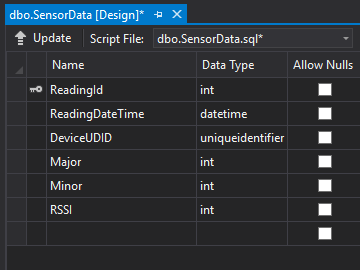 dbo.SensorData [Design]*
Update Script File: dbo.SensorData.sql*
Name Data Type Allow Nulls
ReadingId int
ReadingDateTime datetime
DeviceUDID uniqueidentifier
Major int
Minor int
RSSI int